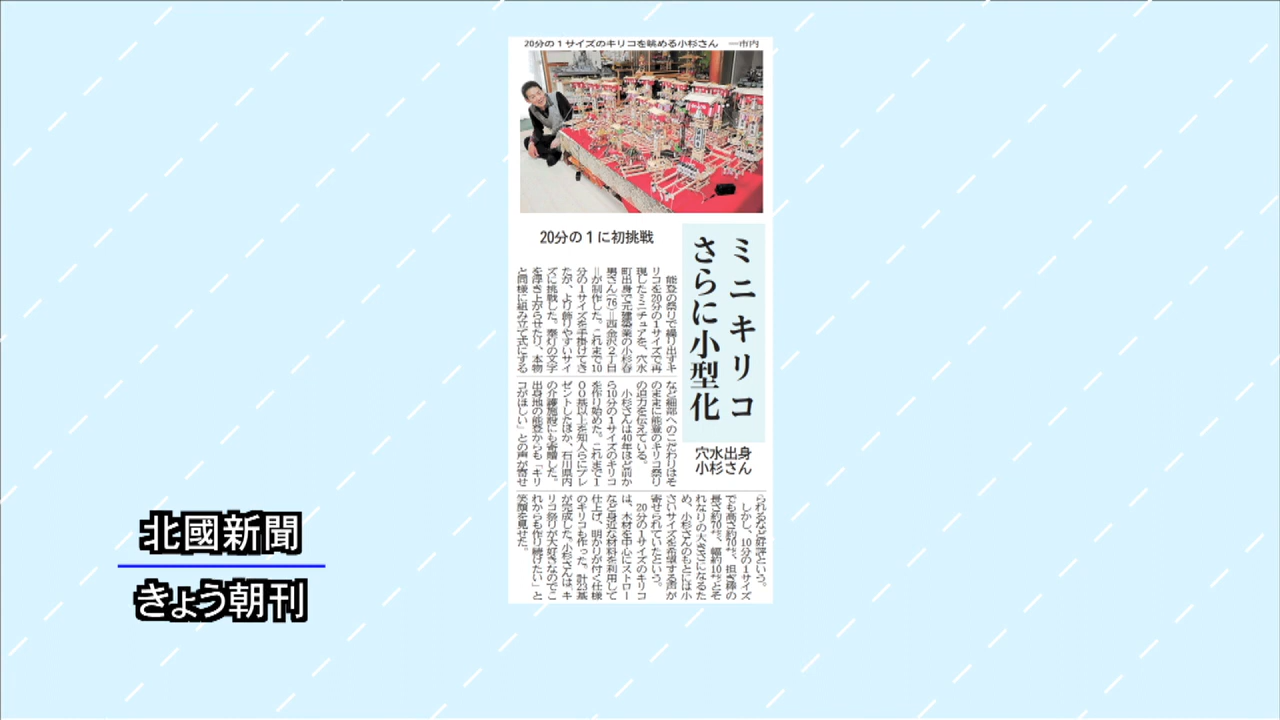 20分の１サイズのキリコを眺める小杉さん　＝市内
ミニキリコ
さらに小型化
20分の１に初挑戦
穴水出身
小杉さん
能登の祭りで繰り出すキ
リコを20分の１サイズで再
現したミニチュアを、穴水
町出身で元建築業の小杉春
男さん(76)＝西金沢２丁目
＝が制作した。これまで10
分の１サイズを手掛けてき
たが、より飾りやすいサイ
ズに挑戦した。奉灯の文字
を浮き上がらせたり、本物
と同様に組み立て式にする
など細部へのこだわりはそ
のままに能登のキリコ祭り
の迫力を伝えている。
小杉さんは40年ほど前か
ら10分の１サイズのキリコ
を作り始めた。これまで１
００基以上を知人らにプレ
ゼントしたほか、石川県内
の介護施設にも寄贈した。
出身地の能登からも「キリ
コがほしい」との声が寄せ
られるなど好評という。
しかし、10分の１サイズ
でも高さ約70㌢、担ぎ棒の
長さ約70㌢、幅約10㌢とそ
れなりの大きさになるた
め、小杉さんのもとには小
さいサイズを希望する声が
寄せられていたという。
20分の１サイズのキリコ
は、木材を中心にストロー
など身近な材料を利用して
仕上げ、明かりが付く仕様
のキリコも作った。計23基
が完成した。小杉さんは「キ
リコ祭りが大好きなのでこ
れからも作り続けたい」と
笑顔を見せた。
北國新聞
きょう朝刊